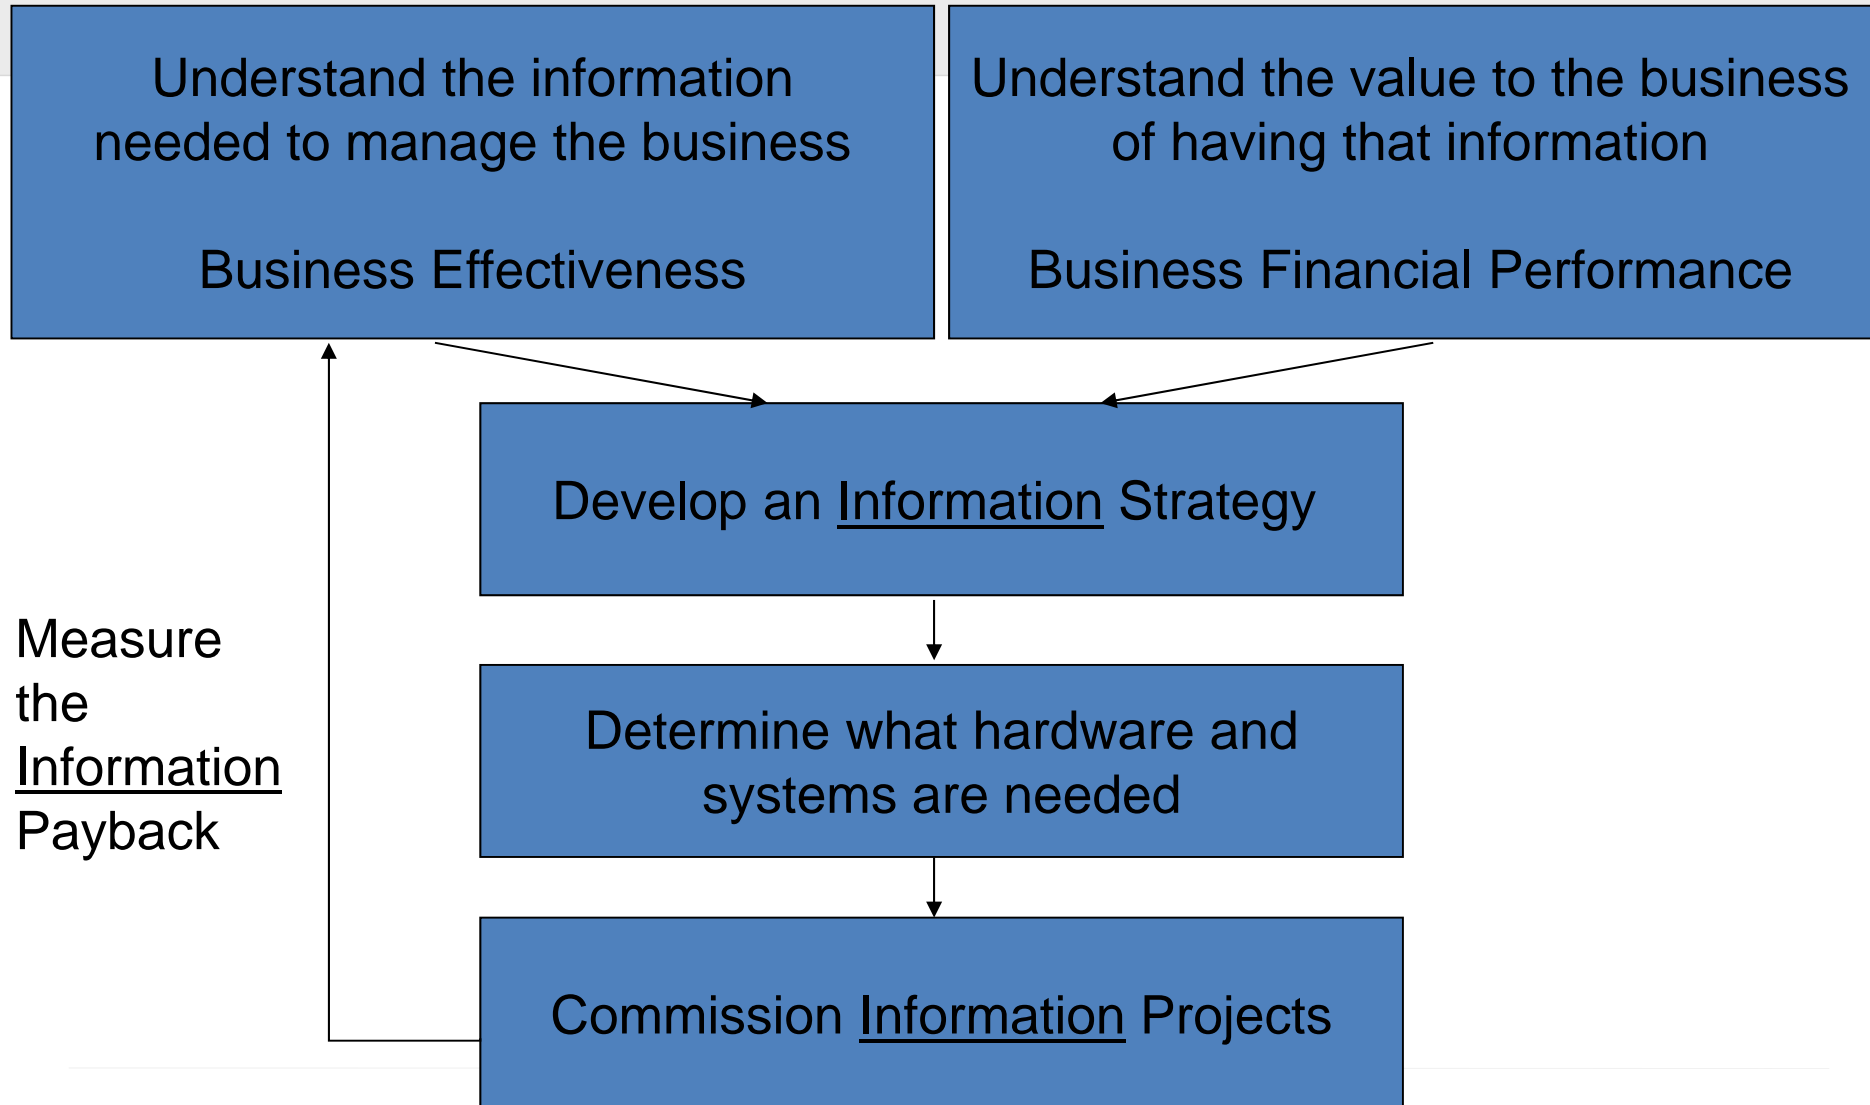 Understand the information
needed to manage the business
Business Effectiveness
Understand the value to the business
of having that information
Business Financial Performance
Develop an Information Strategy
Measure
the
Information
Payback
Determine what hardware and
systems are needed
Commission Information Projects